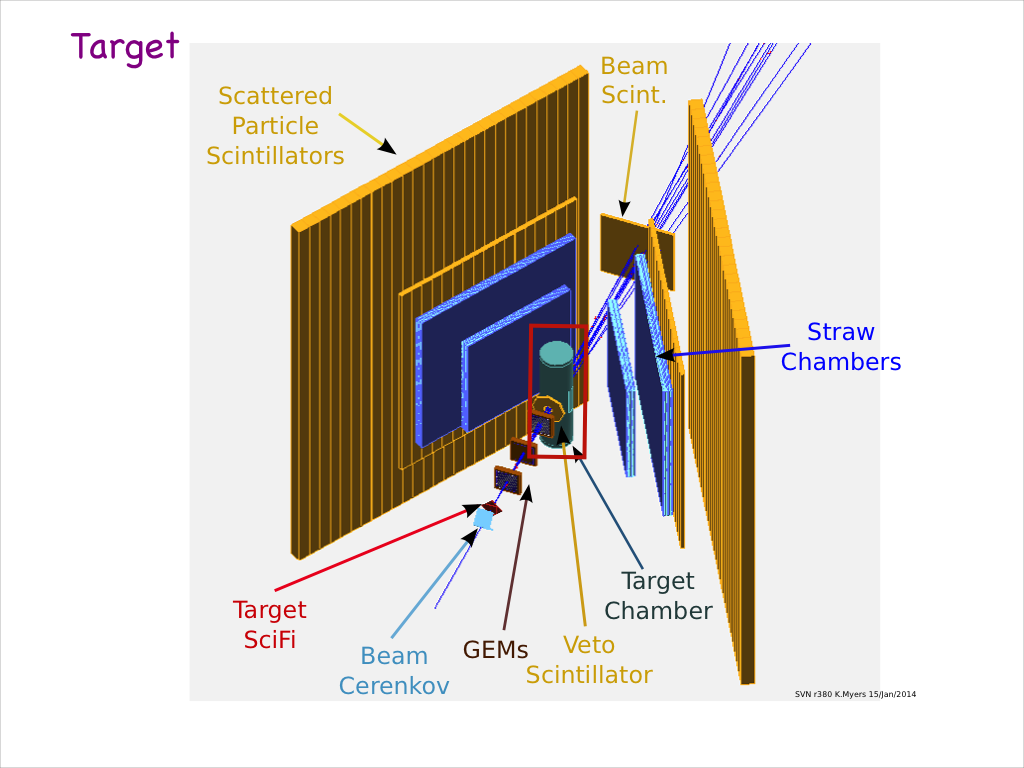 Target
Scattered
Particle
Scintillators
Beam
Scint.
Straw
Chambers
Target
Chamber
Target
SciFi
Beam
Cerenkov
GEMs
Veto
Scintillator
SVN r380 K.Myers 15/Jan/2014